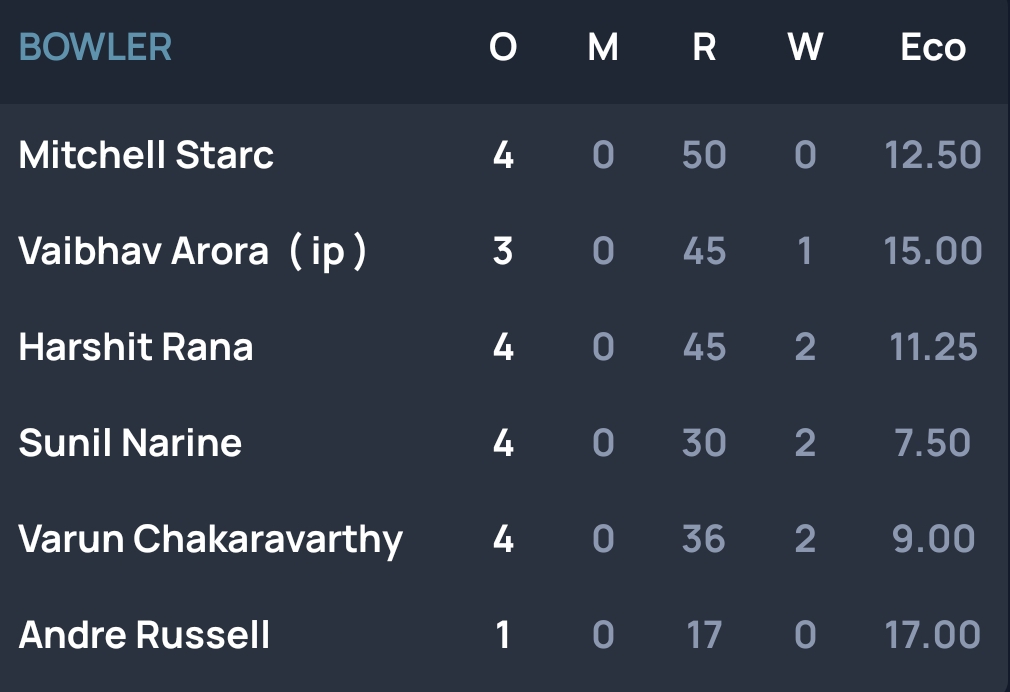 BOWLER O M R W Eco
Mitchell Starc 4 0 50 0 12.50
Vaibhav Arora ( ip ) 3 0 45 1 15.00
Harshit Rana 4 0 45 2 11.25
Sunil Narine 4 0 30 2 7.50
Varun Chakaravarthy 4 0 36 2 9.00
Andre Russell 1 0 17 0 17.00